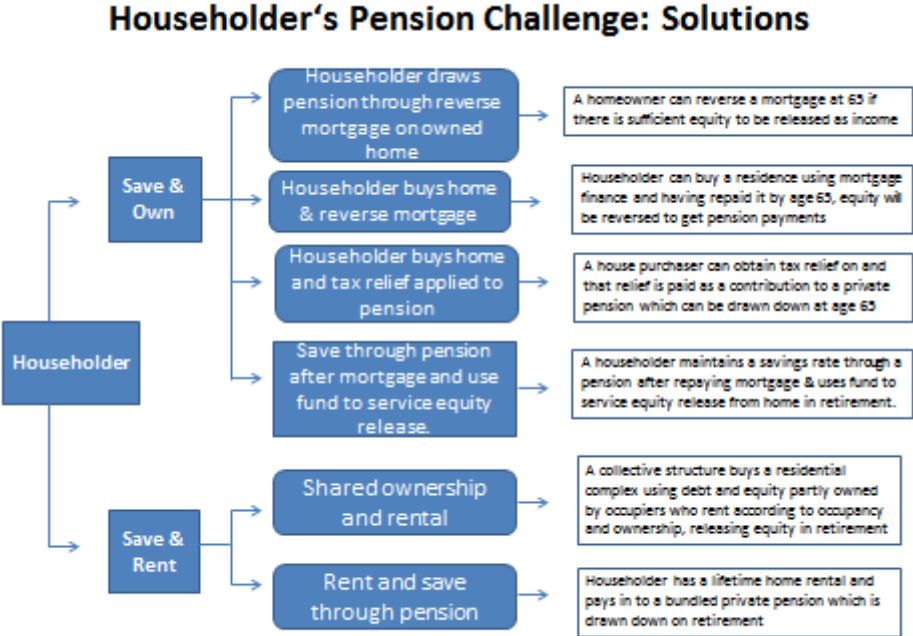 Householder‘s Pension Challenge: Solutions
Householder
Save &
Own
Householder draws
pension through reverse
mortgage on owned
home
A homeowner can reverse a mortgage at 65 if
there is sufficient equity to be released as income
Householder buys home
& reverse mortgage
Householder can buy a residence using mortgage
finance and having repaid it by age 65, equity will
be reversed to get pension payments
Householder buys home
and tax relief applied to
pension
A house purchaser can obtain tax relief on and
that relief is paid as a contribution to a private
pension which can be drawn down at age 65
Save through pension
after mortgage and use
fund to service equity
release.
A householder maintains a savings rate through a
pension after repaying mortgage & uses fund to
service equity release from home in retirement.
Save &
Rent
Shared ownership
and rental
A collective structure buys a residential
complex using debt and equity partly owned
by occupiers who rent according to occupancy
and ownership, releasing equity in retirement
Rent and save
through pension
Householder has a lifetime home rental and
pays in to a bundled private pension which is
drawn down on retirement